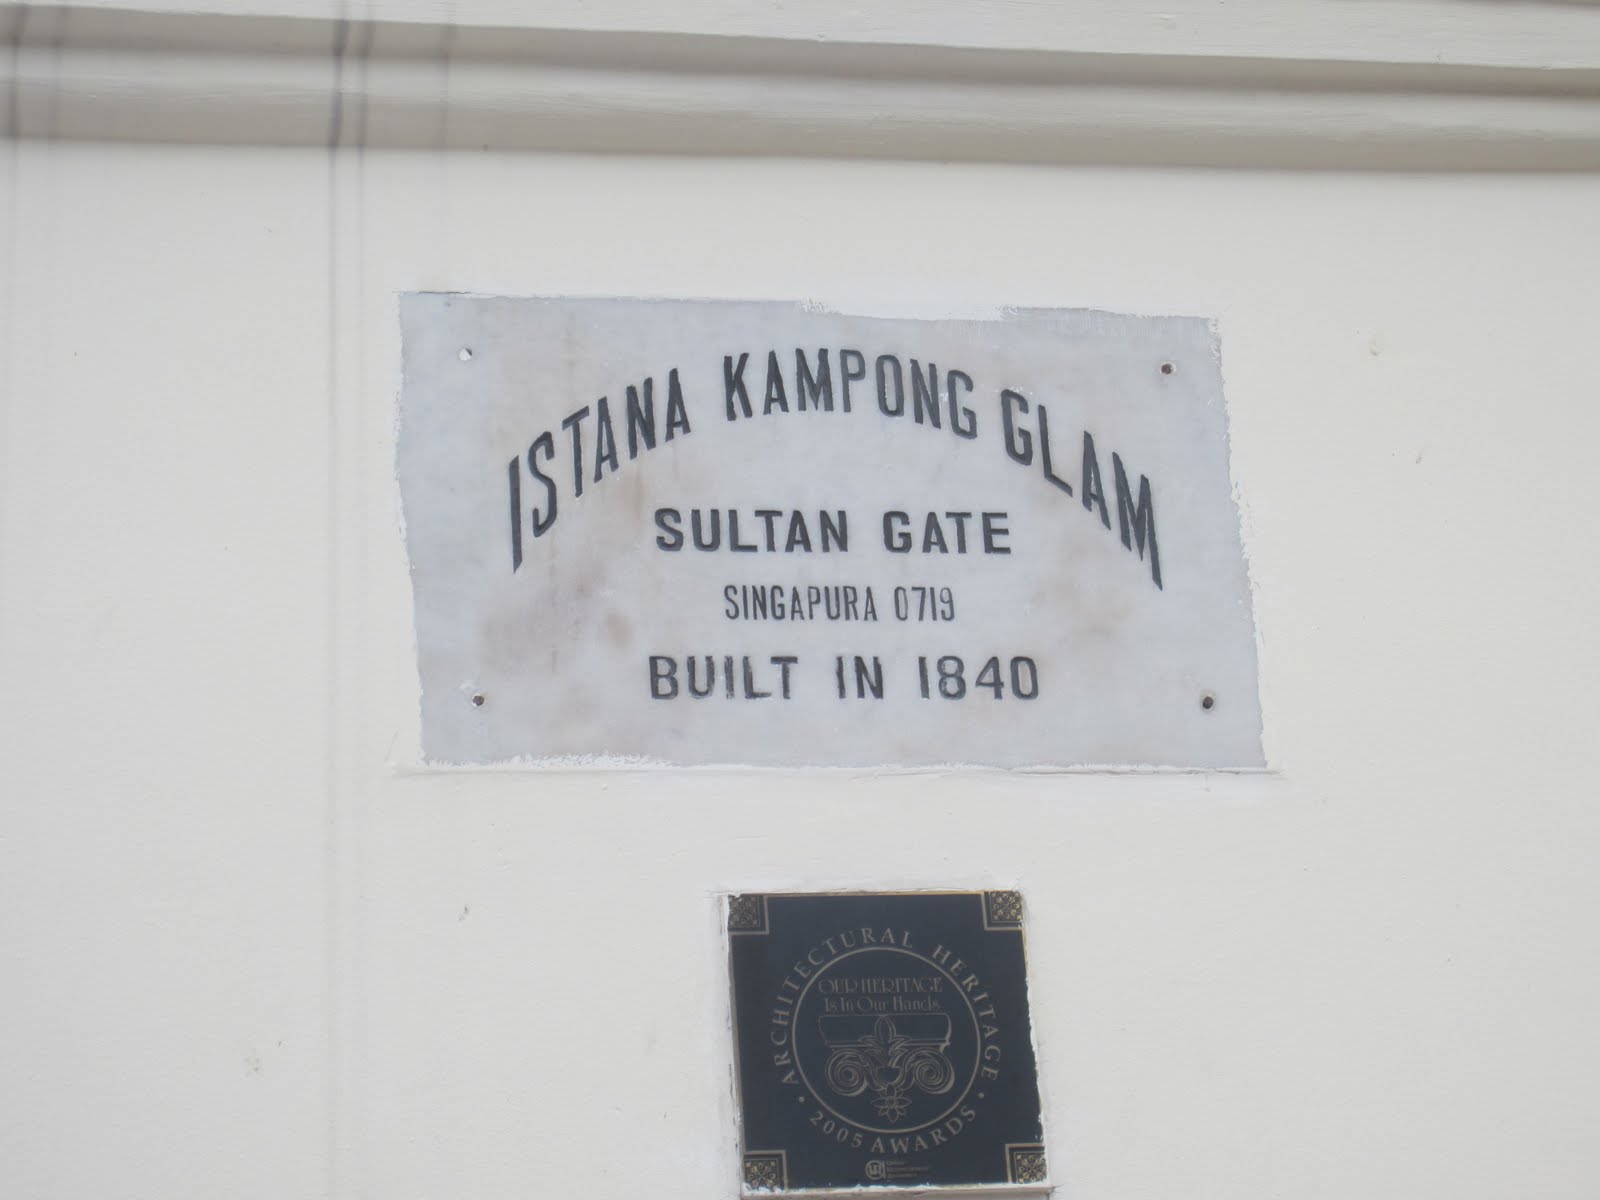 ISTANA KAMPONG GLAM
SULTAN GATE
SINGAPURA 0719
BUILT IN 1840
ARCHITECTURAL HERITAGE
OUR HERITAGE
Is In Our Hands
• 2005 AWARDS •